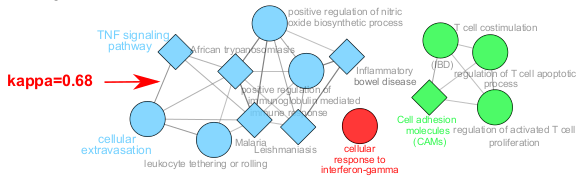 positive regulation of nitric
oxide biosynthetic process
TNF signaling
pathway
African trypanosomiasis
kappa=0.68
Inflammatory
bowel disease
(IBD)
positive regulation of
immunoglobulin mediated
immune response
cellular
extravasation
Malaria
Leishmaniasis
leukocyte tethering or rolling
cellular
response to
interferon-gamma
T cell costimulation
regulation of T cell apoptotic
process
Cell adhesion
molecules
(CAMs)
regulation of activated T cell
proliferation